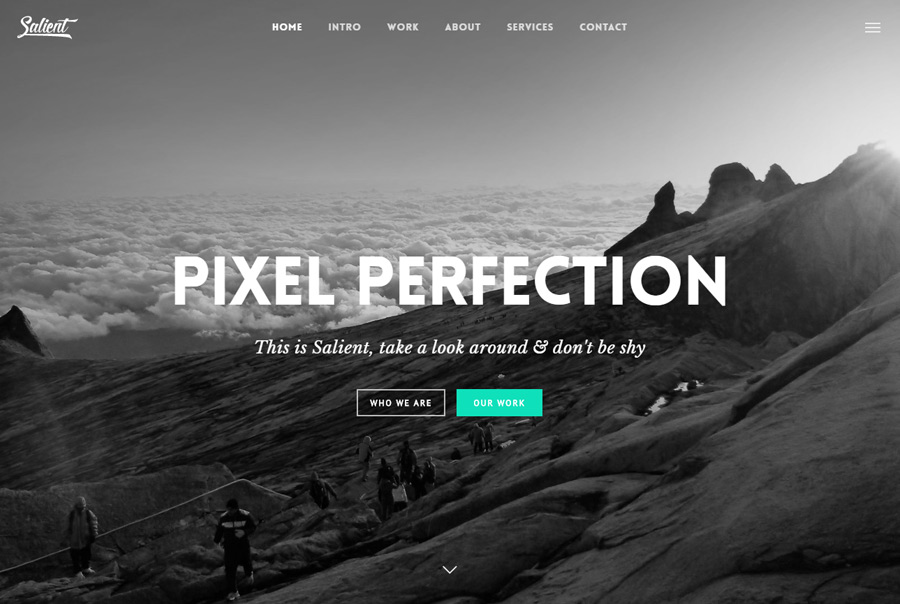 Salient
HOME INTRO WORK ABOUT SERVICES CONTACT
PIXEL PERFECTION
This is Salient, take a look around & don't be shy
WHO WE ARE OUR WORK